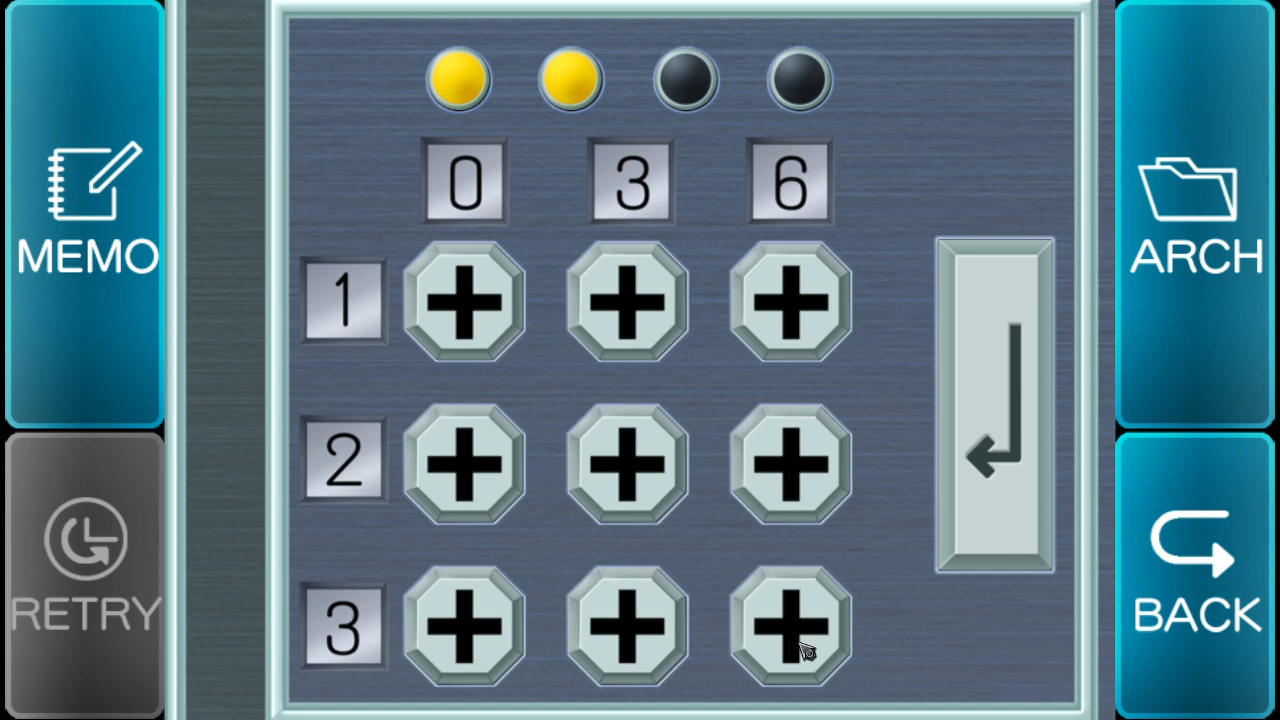 MEMO
RETRY
0 3 6
1 + + +
2 + + +
3 + + +
ARCH
BACK